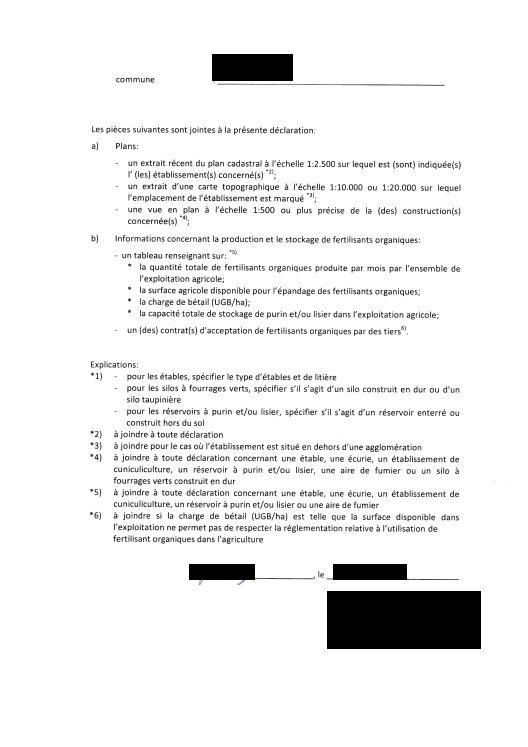 commune
Les pièces suivantes sont jointes à la présente déclaration:
a) Plans:
- un extrait récent du plan cadastral à l'échelle 1:2.500 sur lequel est (sont) indiquée(s)
l' (les) établissement(s) concerné(s) *2);
- un extrait d'une carte topographique à l'échelle 1:10.000 ou 1:20.000 sur lequel
l'emplacement de l'établissement est marqué *3);
- une vue en plan à l'échelle 1:500 ou plus précise de la (des) construction(s)
concernée(s) *4);
b) Informations concernant la production et le stockage de fertilisants organiques:
- un tableau renseignant sur: *5)
* la quantité totale de fertilisants organiques produite par mois par l'ensemble de
l'exploitation agricole;
* la surface agricole disponible pour l'épandage des fertilisants organiques;
* la charge de bétail (UGB/ha);
* la capacité totale de stockage de purin et/ou lisier dans l'exploitation agricole;
- un (des) contrat(s) d'acceptation de fertilisants organiques par des tiers6).
Explications:
*1) - pour les étables, spécifier le type d'étables et de litière
- pour les silos à fourrages verts, spécifier s'il s'agit d'un silo construit en dur ou d'un
silo taupinière
- pour les réservoirs à purin et/ou lisier, spécifier s'il s'agit d'un réservoir enterré ou
construit hors du sol
*2) à joindre à toute déclaration
*3) à joindre pour le cas où l'établissement est situé en dehors d'une agglomération
*4) à joindre à toute déclaration concernant une étable, une écurie, un établissement de
cuniculiculture, un réservoir à purin et/ou lisier, une aire de fumier ou un silo à
fourrages verts construit en dur
*5) à joindre à toute déclaration concernant une étable, une écurie, un établissement de
cuniculiculture, un réservoir à purin et/ou lisier ou une aire de fumier
*6) à joindre si la charge de bétail (UGB/ha) est telle que la surface disponible dans
l'exploitation ne permet pas de respecter la réglementation relative à l'utilisation de
fertilisant organiques dans l'agriculture
, le